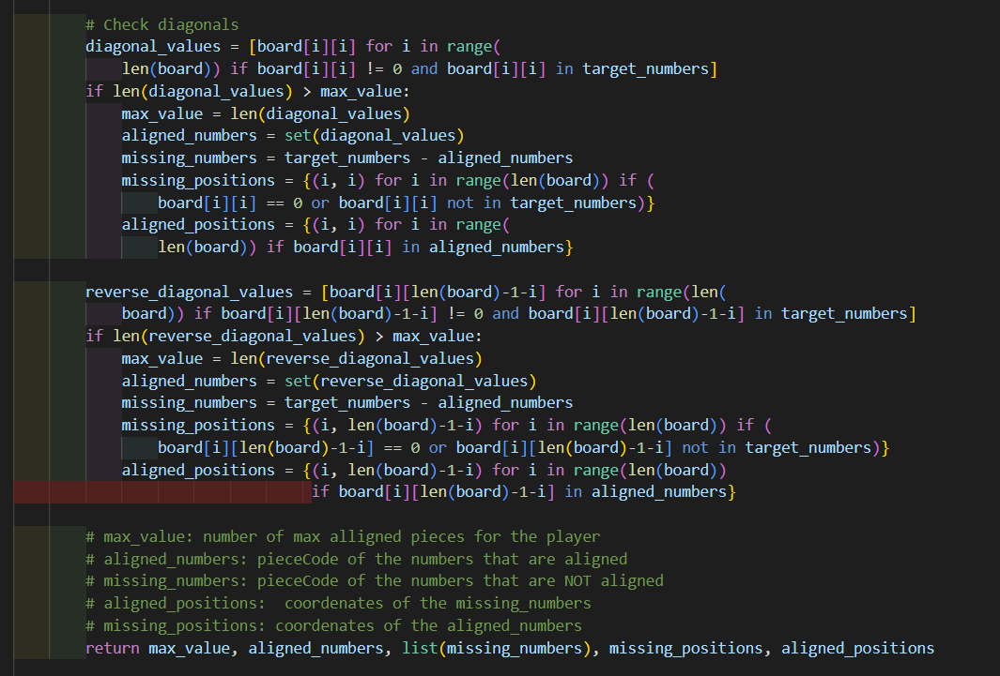 # Check diagonals
diagonal_values = [board[i][i] for i in range(
len(board)) if board[i][i] != 0 and board[i][i] in target_numbers]
if len(diagonal_values) > max_value:
max_value = len(diagonal_values)
aligned_numbers = set(diagonal_values)
missing_numbers = target_numbers - aligned_numbers
missing_positions = {(i, i) for i in range(len(board)) if (
board[i][i] == 0 or board[i][i] not in target_numbers)}
aligned_positions = {(i, i) for i in range(
len(board)) if board[i][i] in aligned_numbers}
reverse_diagonal_values = [board[i][len(board)-1-i] for i in range(len(
board)) if board[i][len(board)-1-i] != 0 and board[i][len(board)-1-i] in target_numbers]
if len(reverse_diagonal_values) > max_value:
max_value = len(reverse_diagonal_values)
aligned_numbers = set(reverse_diagonal_values)
missing_numbers = target_numbers - aligned_numbers
missing_positions = {(i, len(board)-1-i) for i in range(len(board)) if (
board[i][len(board)-1-i] == 0 or board[i][len(board)-1-i] not in target_numbers)}
aligned_positions = {(i, len(board)-1-i) for i in range(len(board))
if board[i][len(board)-1-i] in aligned_numbers}
# max_value: number of max alligned pieces for the player
# aligned_numbers: pieceCode of the numbers that are aligned
# missing_numbers: pieceCode of the numbers that are NOT aligned
# aligned_positions:  coordenates of the missing_numbers
# missing_positions: coordenates of the aligned_numbers
return max_value, aligned_numbers, list(missing_numbers), missing_positions, aligned_positions